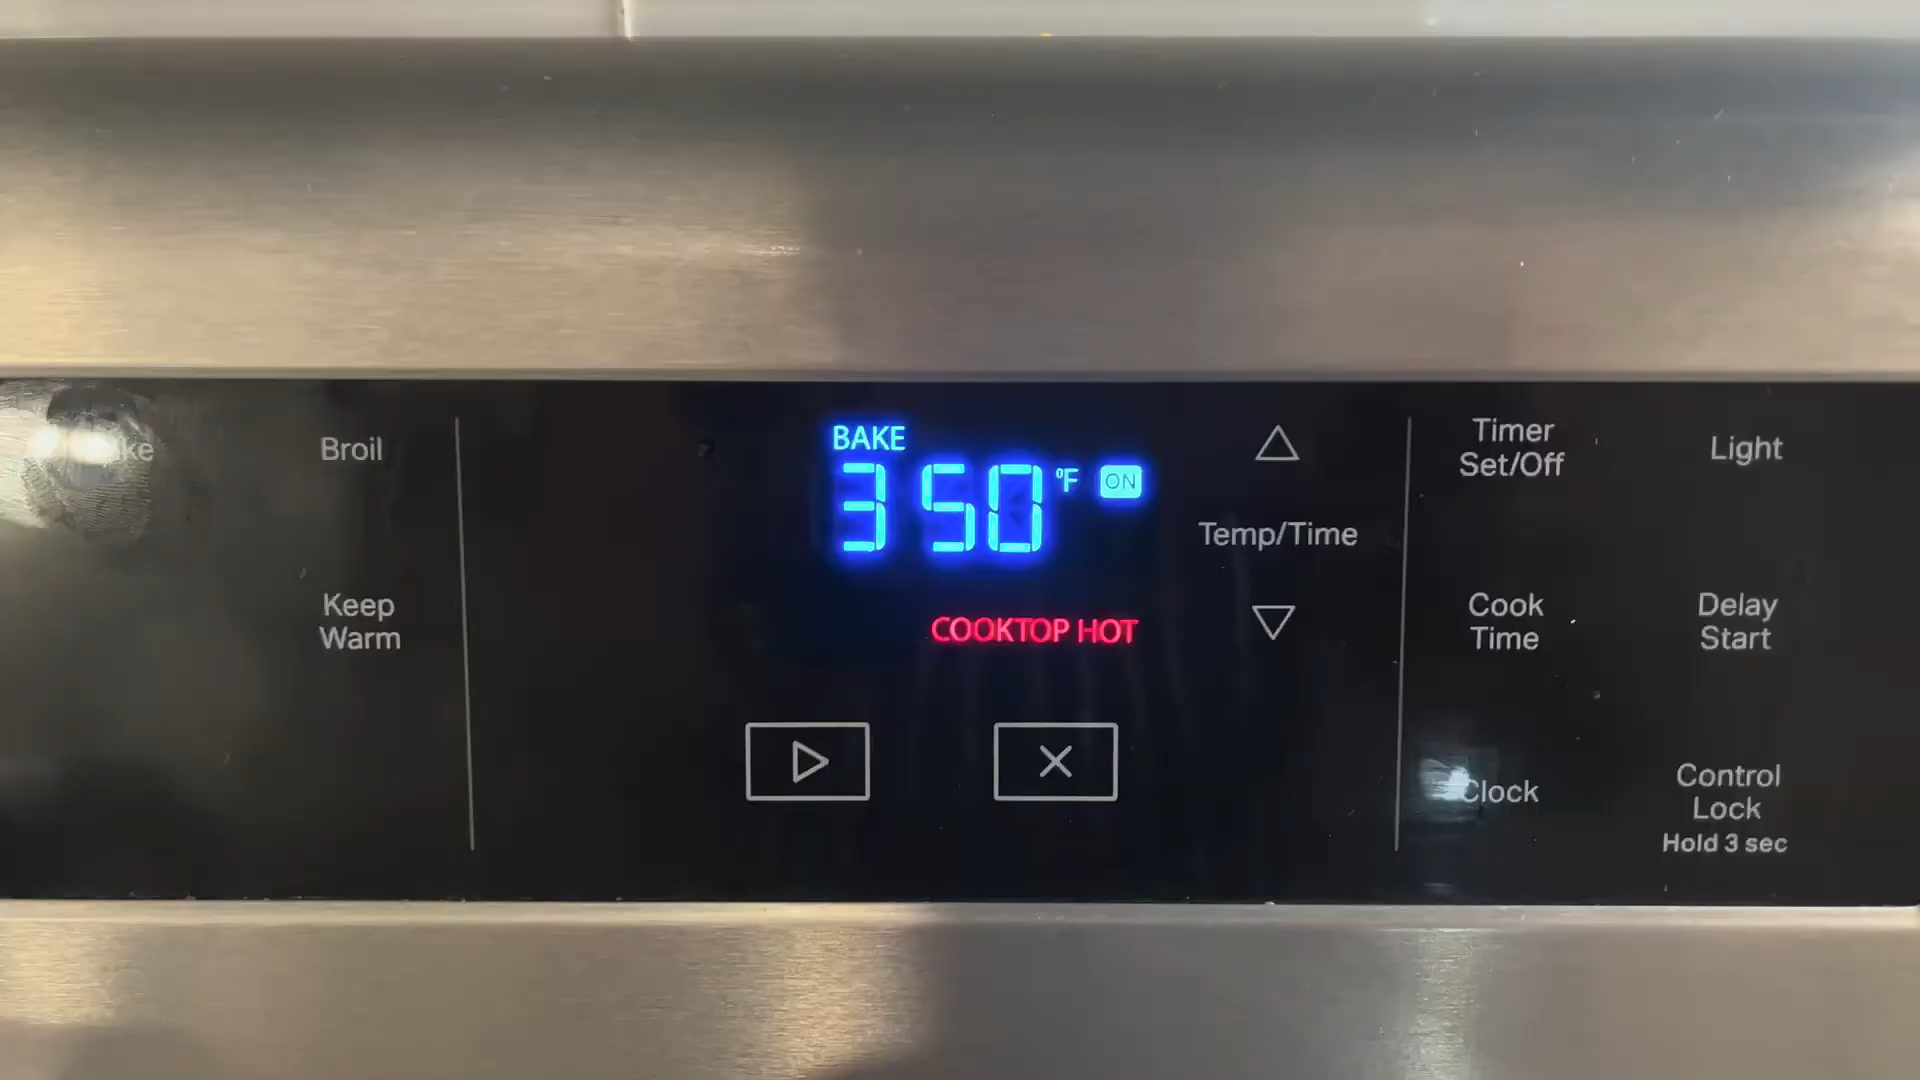 BAKE
350 °F ON
COOKTOP HOT
Broil
Keep
Warm
Temp/Time
Timer
Set/Off
Light
Cook
Time
Delay
Start
Clock
Control
Lock
Hold 3 sec